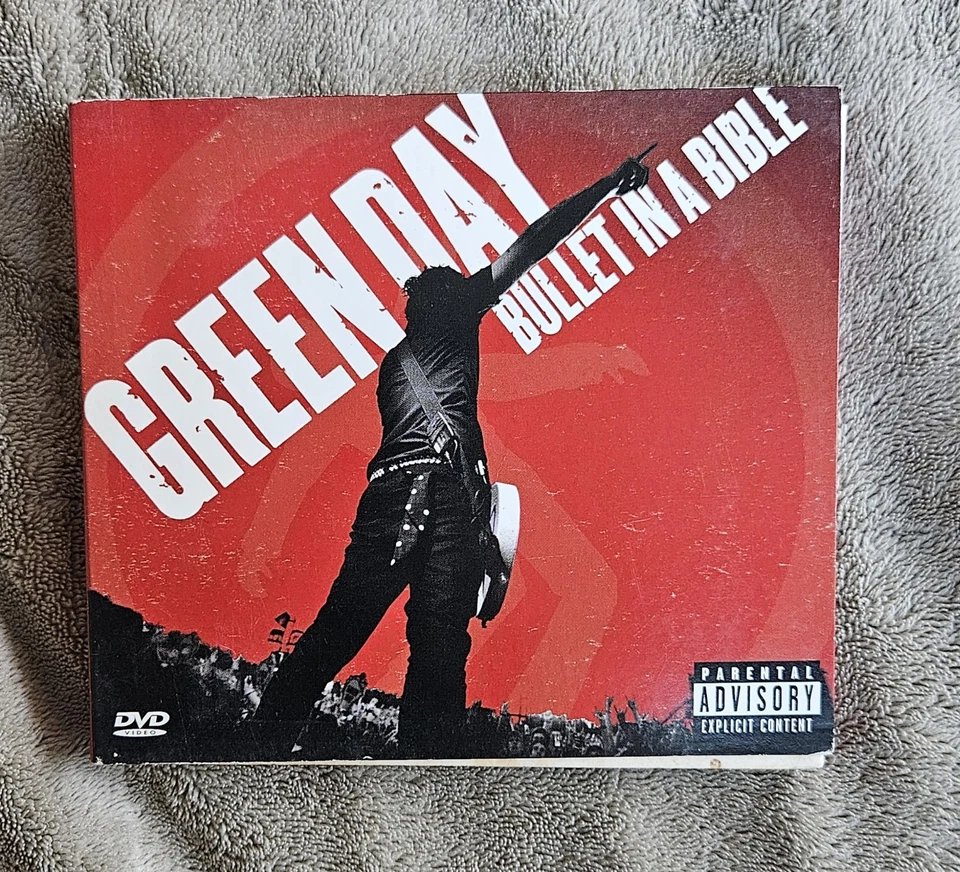 GREEN DAY
BULLET IN A BIBLE
DVD
VIDEO
PARENTAL
ADVISORY
EXPLICIT CONTENT